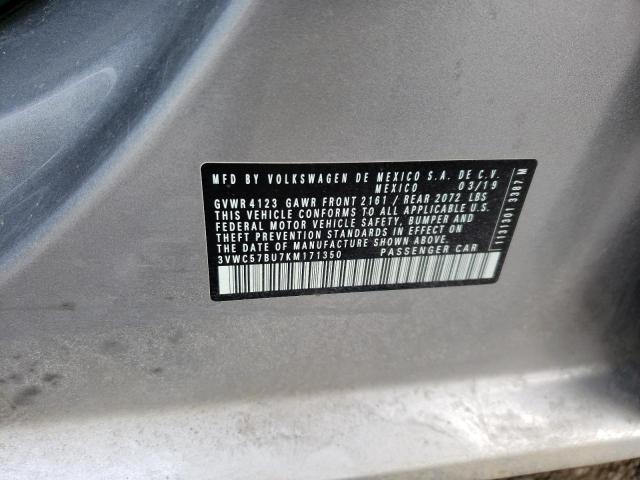 MFD BY VOLKSWAGEN DE MEXICO S.A. DE C.V.
MEXICO 03/19
GVWR 4123 GAWR FRONT 2161 / REAR 2072 LBS
THIS VEHICLE CONFORMS TO ALL APPLICABLE U.S.
FEDERAL MOTOR VEHICLE SAFETY, BUMPER AND
THEFT PREVENTION STANDARDS IN EFFECT ON
THE DATE OF MANUFACTURE SHOWN ABOVE.
3VWC57BU7KM171350 PASSENGER CAR
1131301 3387 M